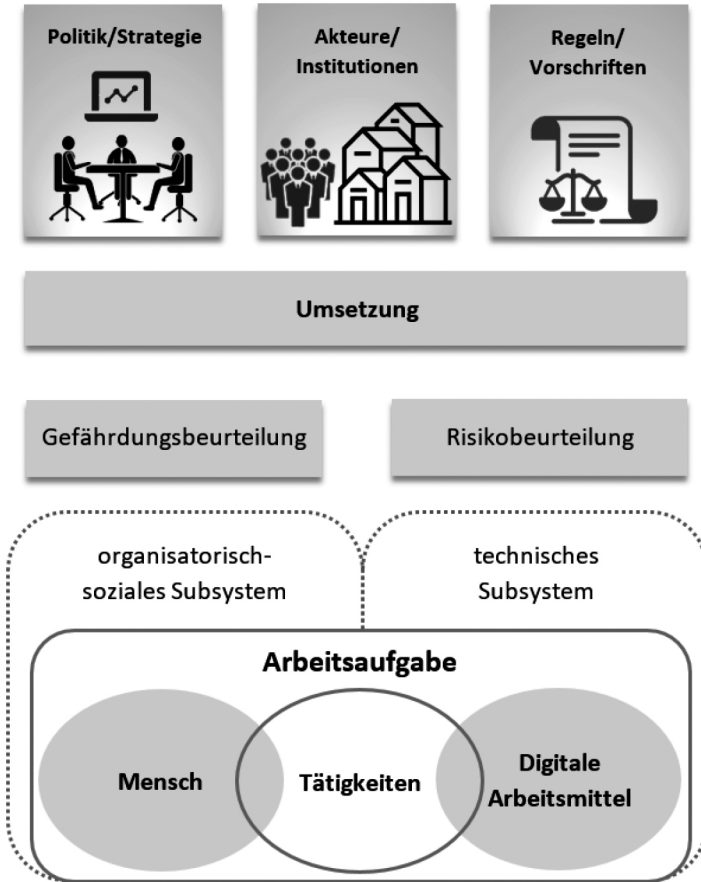 Politik/Strategie
Akteure/
Institutionen
Regeln/
Vorschriften
Umsetzung
Gefährdungsbeurteilung
Risikobeurteilung
organisatorisch-
soziales Subsystem
technisches
Subsystem
Arbeitsaufgabe
Mensch
Tätigkeiten
Digitale
Arbeitsmittel